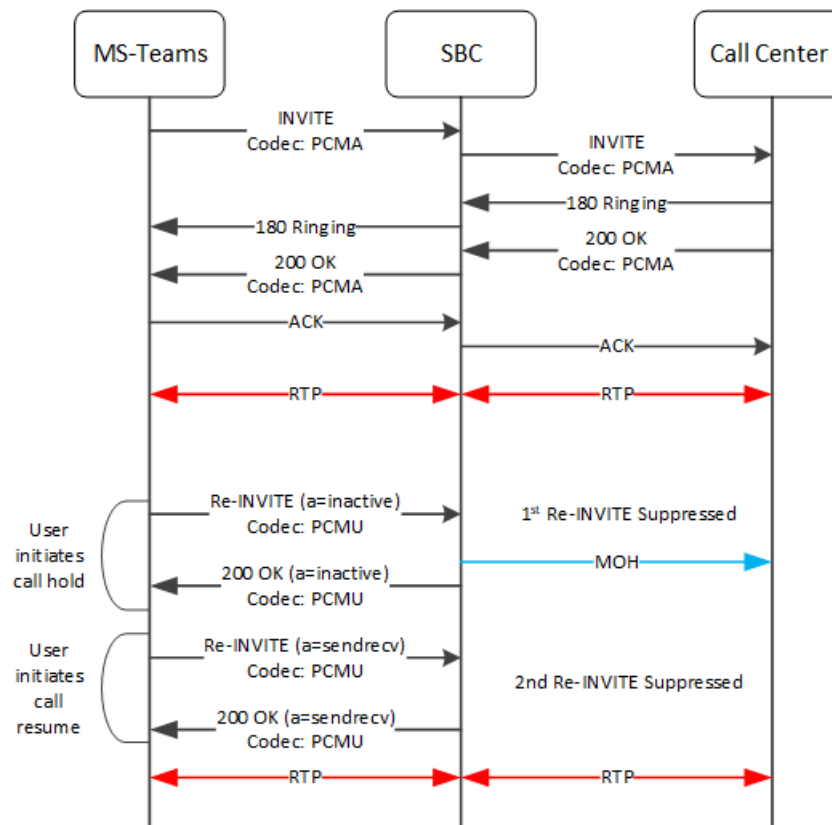 MS-Teams
SBC
Call Center
INVITE
Codec: PCMA
INVITE
Codec: PCMA
180 Ringing
180 Ringing
200 OK
Codec: PCMA
200 OK
Codec: PCMA
ACK
ACK
RTP
RTP
User
initiates
call hold
Re-INVITE (a=inactive)
Codec: PCMU
1st Re-INVITE Suppressed
MOH
200 OK (a=inactive)
Codec: PCMU
User
initiates
call
resume
Re-INVITE (a=sendrecv)
Codec: PCMU
2nd Re-INVITE Suppressed
200 OK (a=sendrecv)
Codec: PCMU
RTP
RTP